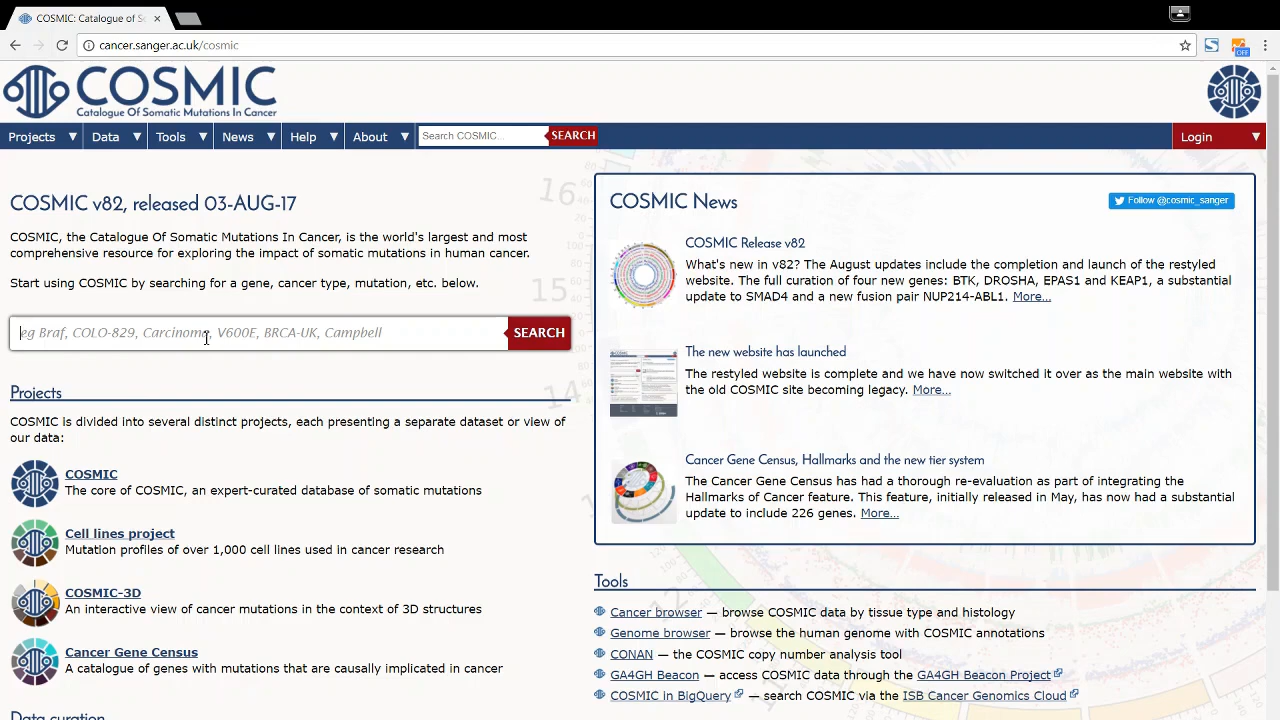 COSMIC: Catalogue of S
cancer.sanger.ac.uk/cosmic
OFF
COSMIC
Catalogue Of Somatic Mutations In Cancer
Projects ▼ Data ▼ Tools ▼ News ▼ Help ▼ About ▼ Search COSMIC... SEARCH Login ▼
COSMIC v82, released 03-AUG-17
COSMIC, the Catalogue Of Somatic Mutations In Cancer, is the world's largest and most
comprehensive resource for exploring the impact of somatic mutations in human cancer.
Start using COSMIC by searching for a gene, cancer type, mutation, etc. below.
eg Braf, COLO-829, Carcinoma, V600E, BRCA-UK, Campbell SEARCH
Projects
COSMIC is divided into several distinct projects, each presenting a separate dataset or view of
our data:
COSMIC
The core of COSMIC, an expert-curated database of somatic mutations
Cell lines project
Mutation profiles of over 1,000 cell lines used in cancer research
COSMIC-3D
An interactive view of cancer mutations in the context of 3D structures
Cancer Gene Census
A catalogue of genes with mutations that are causally implicated in cancer
Data curation
16
15
14
COSMIC News
Follow @cosmic_sanger
COSMIC Release v82
What's new in v82? The August updates include the completion and launch of the restyled
website. The full curation of four new genes: BTK, DROSHA, EPAS1 and KEAP1, a substantial
update to SMAD4 and a new fusion pair NUP214-ABL1. More...
The new website has launched
The restyled website is complete and we have now switched it over as the main website with
the old COSMIC site becoming legacy. More...
Cancer Gene Census, Hallmarks and the new tier system
The Cancer Gene Census has had a thorough re-evaluation as part of integrating the
Hallmarks of Cancer feature. This feature, initially released in May, has now had a substantial
update to include 226 genes. More...
Tools
Cancer browser — browse COSMIC data by tissue type and histology
Genome browser — browse the human genome with COSMIC annotations
CONAN — the COSMIC copy number analysis tool
GA4GH Beacon — access COSMIC data through the GA4GH Beacon Project
COSMIC in BigQuery — search COSMIC via the ISB Cancer Genomics Cloud